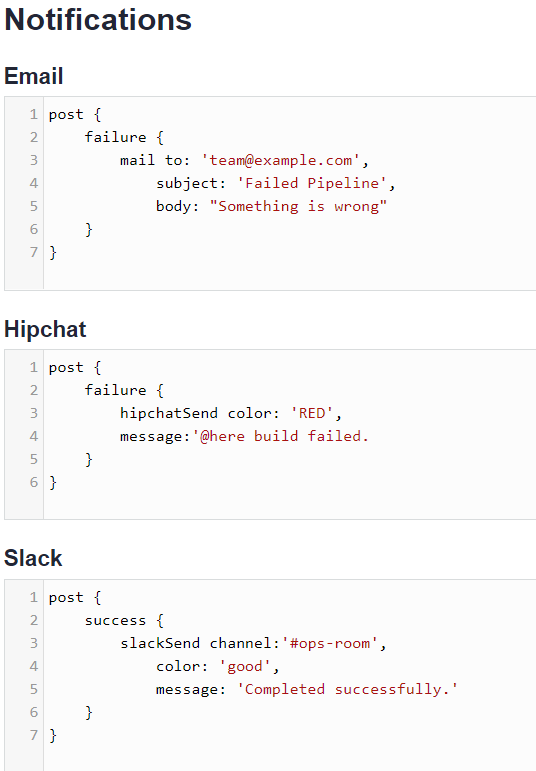 Notifications
Email
1 post {
2     failure {
3         mail to: 'team@example.com',
4             subject: 'Failed Pipeline',
5             body: "Something is wrong"
6     }
7 }
Hipchat
1 post {
2     failure {
3         hipchatSend color: 'RED',
4         message:'@here build failed.
5     }
6 }
Slack
1 post {
2     success {
3         slackSend channel:'#ops-room',
4             color: 'good',
5             message: 'Completed successfully.'
6     }
7 }